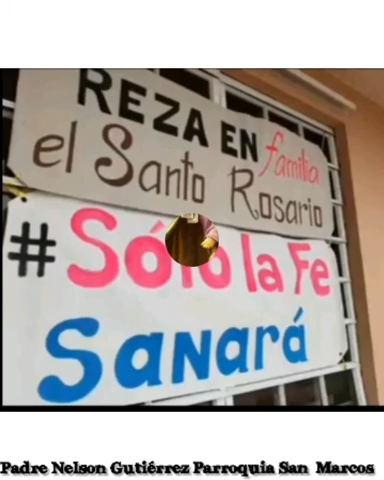 REZA EN familia
el Santo Rosario
#Sólo la Fe
SANARÁ
Padre Nelson Gutiérrez Parroquia San Marcos